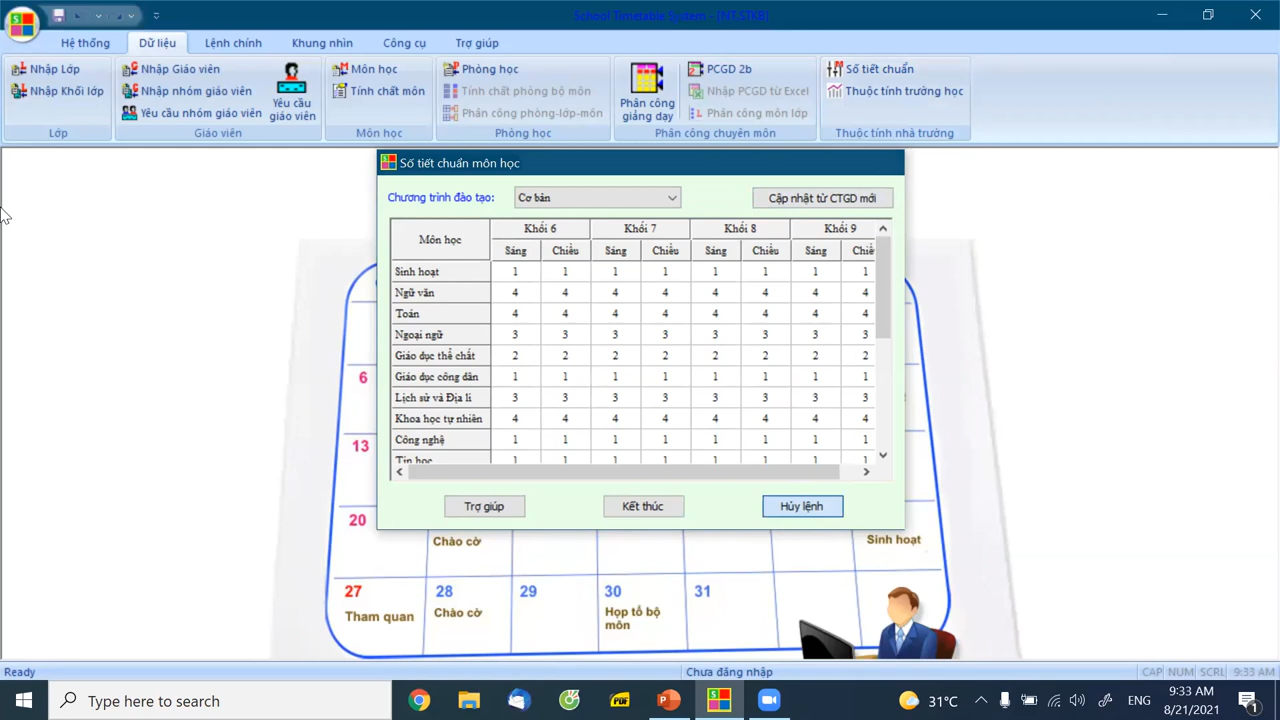 School Timetable System - [NT.STKB]
Hệ thống Dữ liệu Lệnh chính Khung nhìn Công cụ Trợ giúp
Nhập Lớp
Nhập Khối lớp
Lớp
Nhập Giáo viên
Nhập nhóm giáo viên
Yêu cầu nhóm giáo viên
Yêu cầu
giáo viên
Giáo viên
Môn học
Tính chất môn
Môn học
Phòng học
Tính chất phòng bộ môn
Phân công phòng-lớp-môn
Phòng học
Phân công
giảng dạy
PCGD 2b
Nhập PCGD từ Excel
Phân công môn lớp
Phân công chuyên môn
Số tiết chuẩn
Thuộc tính trường học
Thuộc tính nhà trường
Số tiết chuẩn môn học
Chương trình đào tạo: Cơ bản Cập nhật từ CTGD mới
Môn học Khối 6 Khối 7 Khối 8 Khối 9
Sáng Chiều Sáng Chiều Sáng Chiều Sáng Chiề
Sinh hoạt 1 1 1 1 1 1 1 1
Ngữ văn 4 4 4 4 4 4 4 4
Toán 4 4 4 4 4 4 4 4
Ngoại ngữ 3 3 3 3 3 3 3 3
Giáo dục thể chất 2 2 2 2 2 2 2 2
Giáo dục công dân 1 1 1 1 1 1 1 1
Lịch sử và Địa lí 3 3 3 3 3 3 3 3
Khoa học tự nhiên 4 4 4 4 4 4 4 4
Công nghệ 1 1 1 1 1 1 1 1
Tin học 1 1 1 1 1 1 1 1
Trợ giúp Kết thúc Hủy lệnh
6
13
20
Chào cờ
Sinh hoạt
27 28 29 30 31
Tham quan Chào cờ Họp tổ bộ
môn
Ready Chưa đăng nhập CAP NUM SCRL 9:33 AM
Type here to search
31°C ENG
9:33 AM
8/21/2021
1